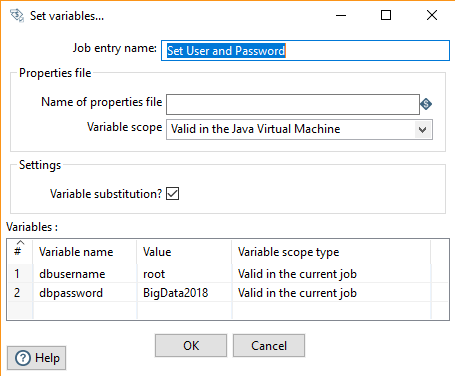 Set variables...
Job entry name: Set User and Password
Properties file
Name of properties file
Variable scope Valid in the Java Virtual Machine
Settings
Variable substitution?
Variables :
# Variable name Value Variable scope type
1 dbusername root Valid in the current job
2 dbpassword BigData2018 Valid in the current job
OK Cancel
? Help